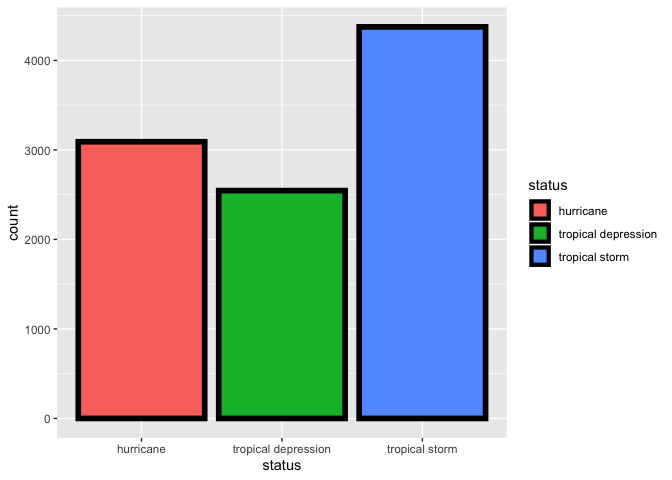 4000
3000
2000
1000
0
count
hurricane
tropical depression
tropical storm
status
status
hurricane
tropical depression
tropical storm